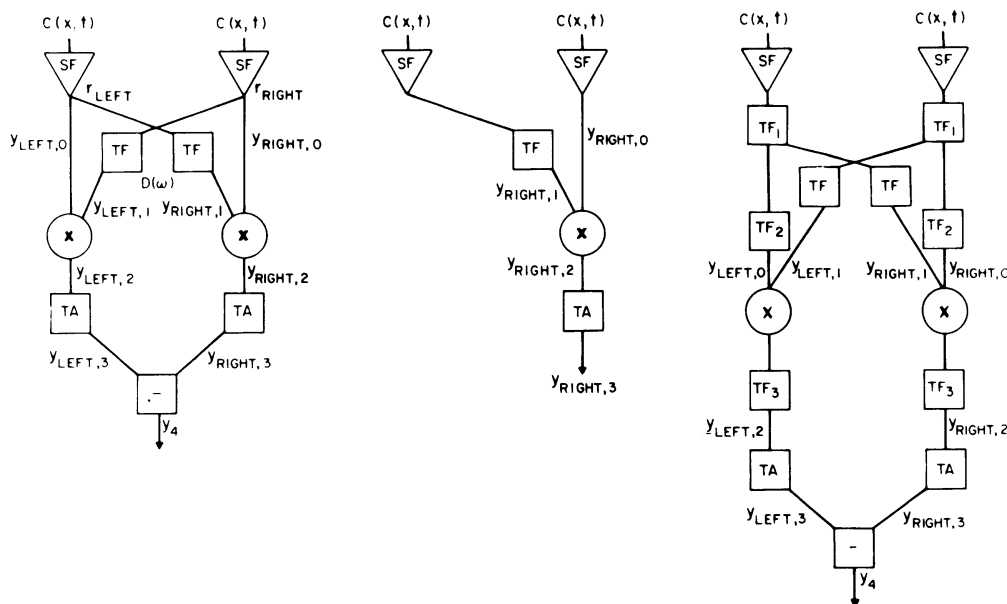 C(x,t) C(x,t)
SF SF
r LEFT r RIGHT
y LEFT,0 TF TF y RIGHT,0
D(ω)
y LEFT,1 y RIGHT,1
X X
y LEFT,2 y RIGHT,2
TA TA
y LEFT,3 y RIGHT,3
.−
y4
C(x,t) C(x,t)
SF SF
TF y RIGHT,0
y RIGHT,1
X
y RIGHT,2
TA
y RIGHT,3
C(x,t) C(x,t)
SF SF
TF1 TF1
TF TF
TF2 TF2
y LEFT,0 y LEFT,1 y RIGHT,1 y RIGHT,0
X X
TF3 TF3
y LEFT,2 y RIGHT,2
TA TA
y LEFT,3 y RIGHT,3
−
y4